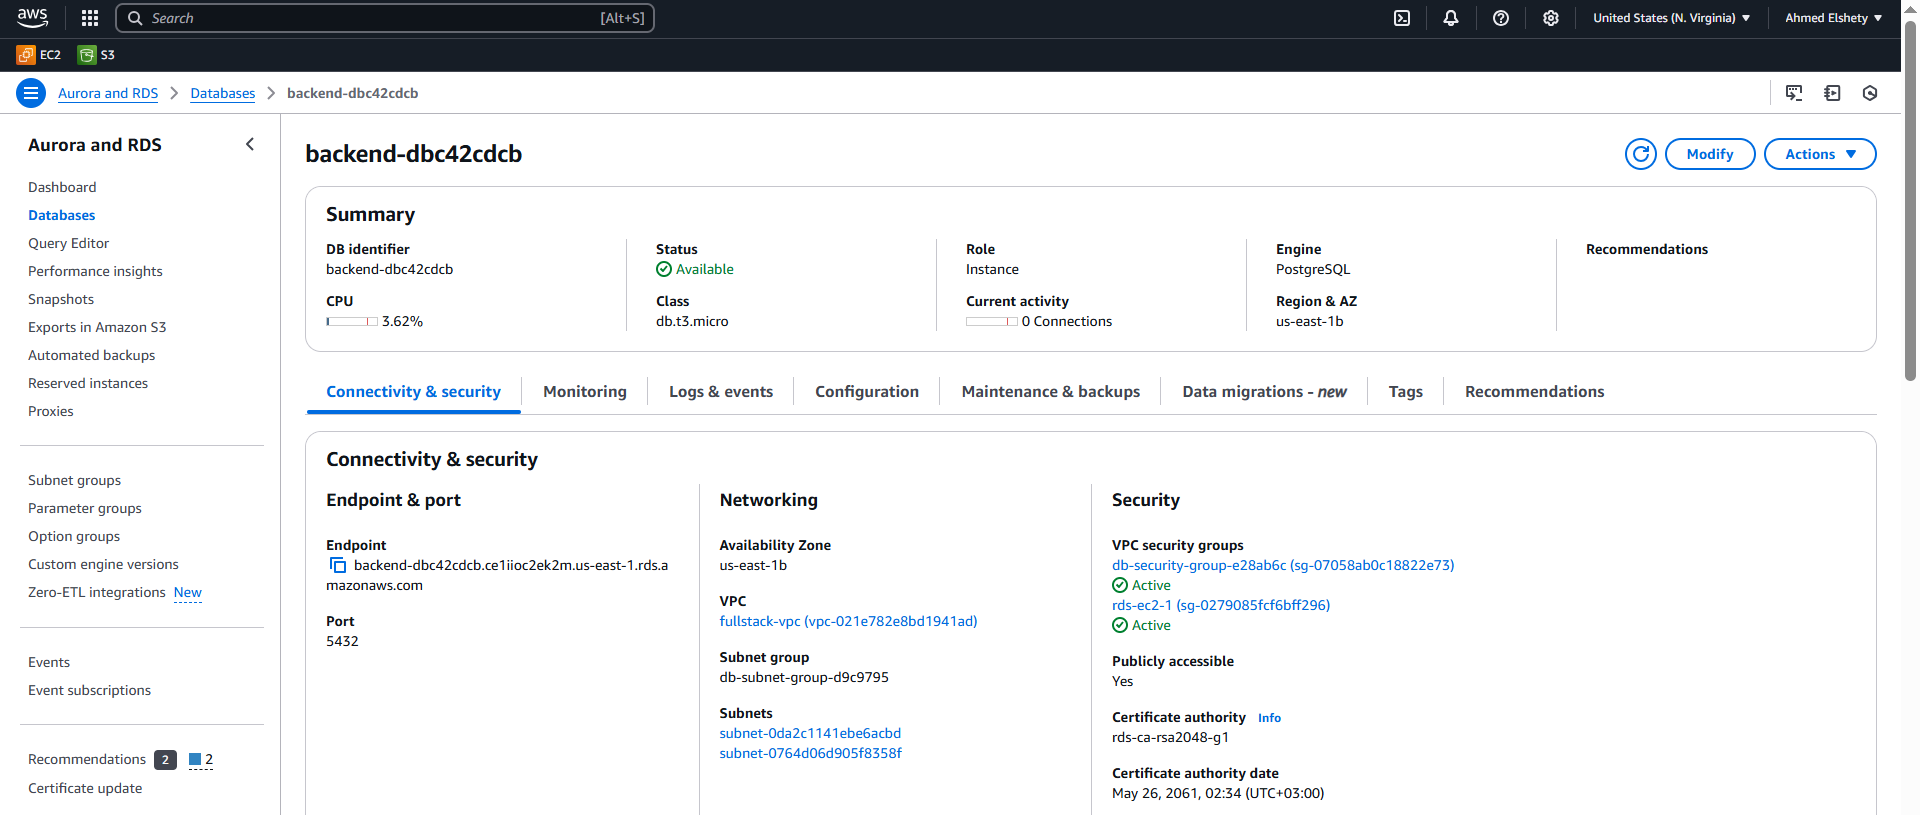 aws
Search [Alt+S]
United States (N. Virginia)
Ahmed Elshety
EC2
S3
Aurora and RDS
Databases
backend-dbc42cdcb
Aurora and RDS
Dashboard
Databases
Query Editor
Performance insights
Snapshots
Exports in Amazon S3
Automated backups
Reserved instances
Proxies
Subnet groups
Parameter groups
Option groups
Custom engine versions
Zero-ETL integrations New
Events
Event subscriptions
Recommendations 2 2
Certificate update
backend-dbc42cdcb
Modify
Actions
Summary
DB identifier
backend-dbc42cdcb
CPU
3.62%
Status
Available
Class
db.t3.micro
Role
Instance
Current activity
0 Connections
Engine
PostgreSQL
Region & AZ
us-east-1b
Recommendations
Connectivity & security
Monitoring
Logs & events
Configuration
Maintenance & backups
Data migrations - new
Tags
Recommendations
Connectivity & security
Endpoint & port
Endpoint
backend-dbc42cdcb.ce1iioc2ek2m.us-east-1.rds.a
mazonaws.com
Port
5432
Networking
Availability Zone
us-east-1b
VPC
fullstack-vpc (vpc-021e782e8bd1941ad)
Subnet group
db-subnet-group-d9c9795
Subnets
subnet-0da2c1141ebe6acbd
subnet-0764d06d905f8358f
Security
VPC security groups
db-security-group-e28ab6c (sg-07058ab0c18822e73)
Active
rds-ec2-1 (sg-0279085fcf6bff296)
Active
Publicly accessible
Yes
Certificate authority Info
rds-ca-rsa2048-g1
Certificate authority date
May 26, 2061, 02:34 (UTC+03:00)